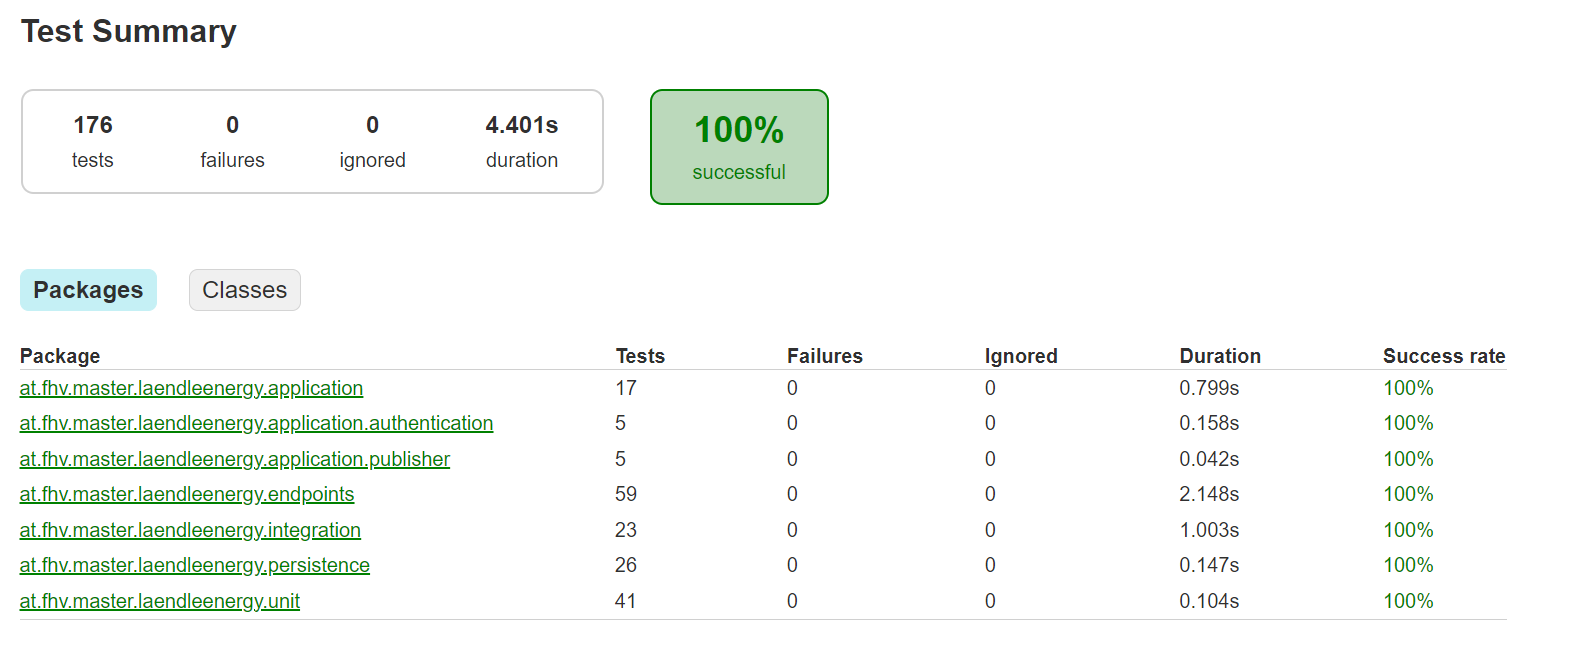 Test Summary
176 0 0 4.401s
tests failures ignored duration
100%
successful
Packages Classes
Package Tests Failures Ignored Duration Success rate
at.fhv.master.laendleenergy.application 17 0 0 0.799s 100%
at.fhv.master.laendleenergy.application.authentication 5 0 0 0.158s 100%
at.fhv.master.laendleenergy.application.publisher 5 0 0 0.042s 100%
at.fhv.master.laendleenergy.endpoints 59 0 0 2.148s 100%
at.fhv.master.laendleenergy.integration 23 0 0 1.003s 100%
at.fhv.master.laendleenergy.persistence 26 0 0 0.147s 100%
at.fhv.master.laendleenergy.unit 41 0 0 0.104s 100%